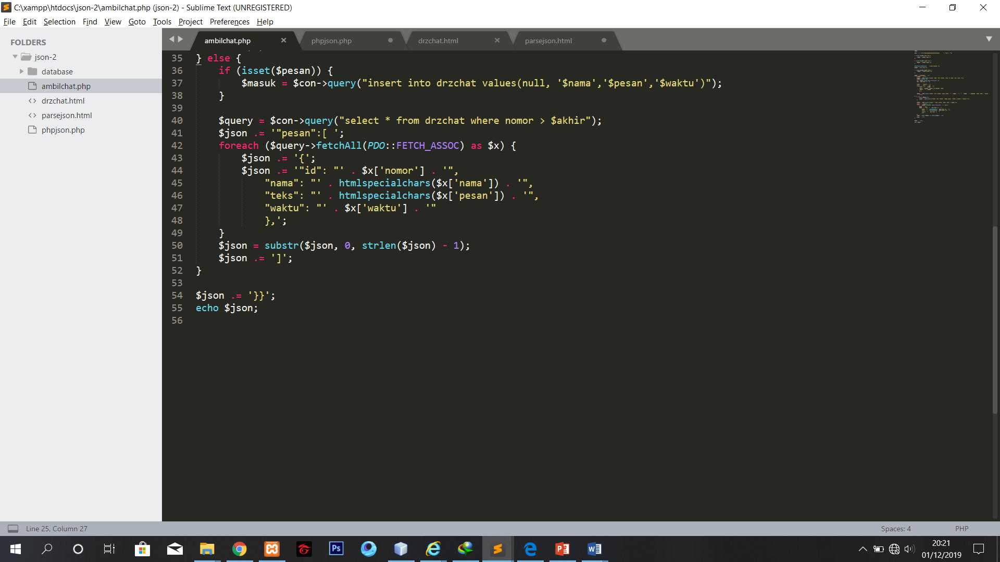 C:\xampp\htdocs\json-2\ambilchat.php (json-2) - Sublime Text (UNREGISTERED)
File Edit Selection Find View Goto Tools Project Preferences Help
FOLDERS
json-2
database
ambilchat.php
drzchat.html
parsejson.html
phpjson.php
ambilchat.php phpjson.php drzchat.html parsejson.html
35 } else {
36     if (isset($pesan)) {
37         $masuk = $con->query("insert into drzchat values(null, '$nama','$pesan','$waktu')");
38     }
39
40     $query = $con->query("select * from drzchat where nomor > $akhir");
41     $json .= '"pesan":[ ';
42     foreach ($query->fetchAll(PDO::FETCH_ASSOC) as $x) {
43         $json .= '{';
44         $json .= '"id": "' . $x['nomor'] . '",
45             "nama": "' . htmlspecialchars($x['nama']) . '",
46             "teks": "' . htmlspecialchars($x['pesan']) . '",
47             "waktu": "' . $x['waktu'] . '"
48             },';
49     }
50     $json = substr($json, 0, strlen($json) - 1);
51     $json .= ']';
52 }
53
54 $json .= '}}';
55 echo $json;
56
Line 25, Column 27
Spaces: 4
PHP
Ps
20:21
01/12/2019